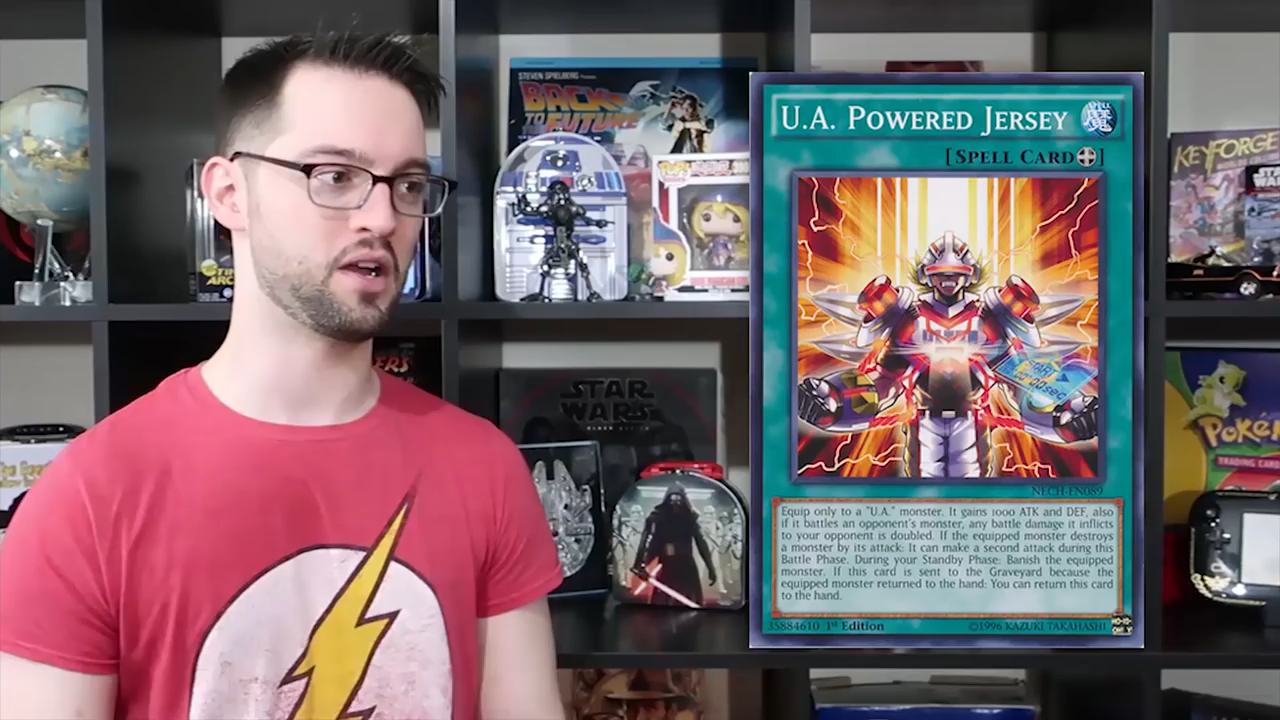 STEVEN SPIELBERG Presents
BACK
TO THE FUTURE
U.A. POWERED JERSEY
[SPELL CARD]
KEYFORGE
STAR
WARS
STAR
WARS
Pokém
TRADING CARD
NECH-EN089
Equip only to a "U.A." monster. It gains 1000 ATK and DEF, also
if it battles an opponent's monster, any battle damage it inflicts
to your opponent is doubled. If the equipped monster destroys
a monster by its attack: It can make a second attack during this
Battle Phase. During your Standby Phase: Banish the equipped
monster. If this card is sent to the Graveyard because the
equipped monster returned to the hand: You can return this card
to the hand.
35884610 1st Edition
©1996 KAZUKI TAKAHASHI